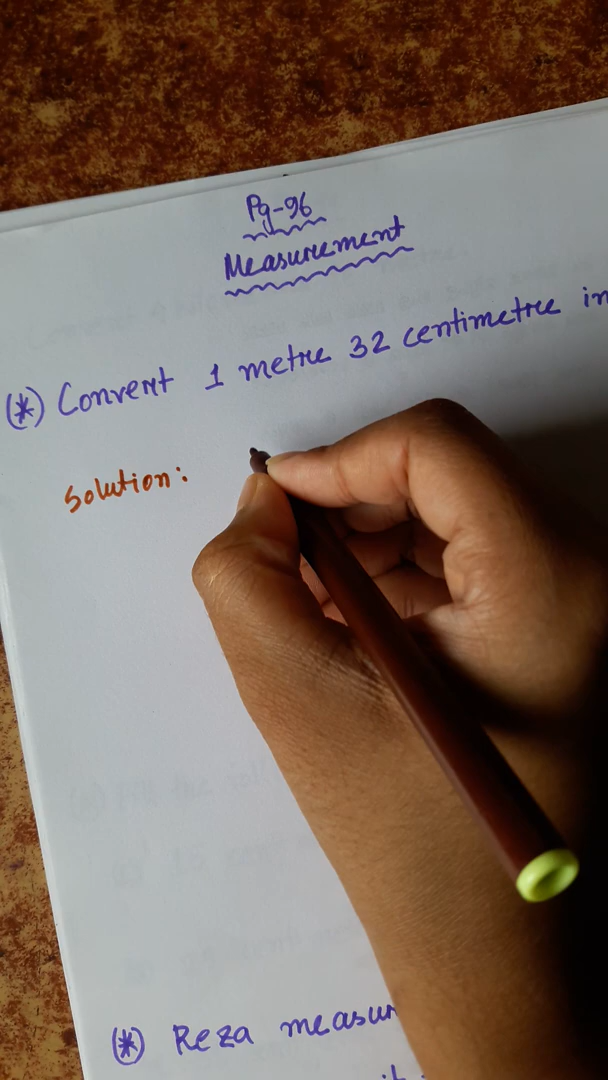 Pg-96
Measurement
(*) Convert 1 metre 32 centimetre in
Solution:
(*) Reza measur